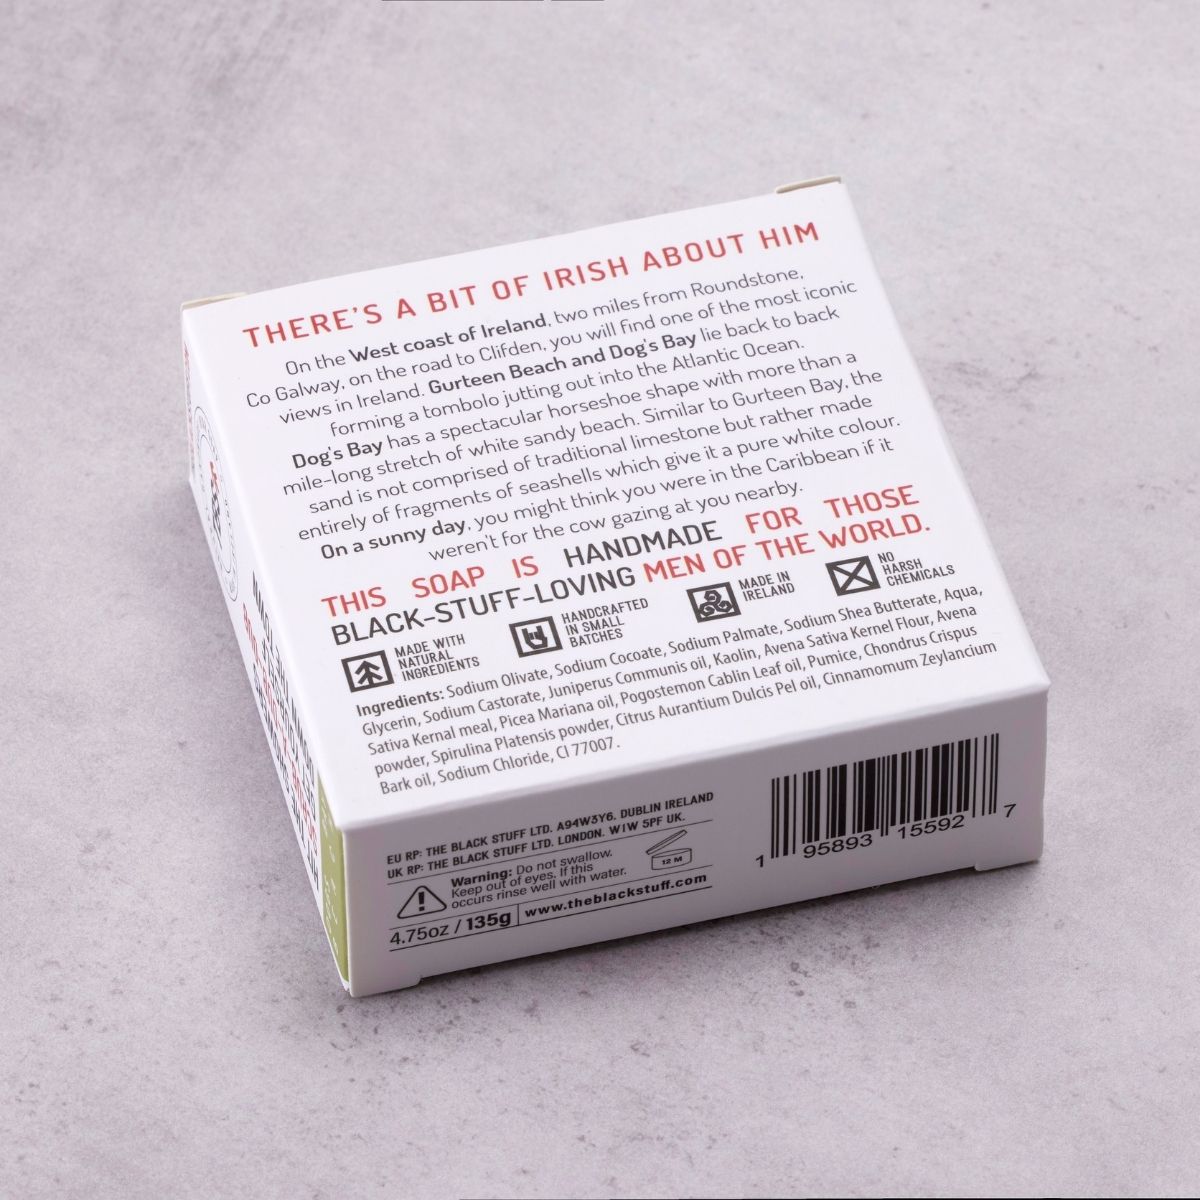 THERE'S A BIT OF IRISH ABOUT HIM
On the West coast of Ireland, two miles from Roundstone,
Co Galway, on the road to Clifden, you will find one of the most iconic
views in Ireland. Gurteen Beach and Dog's Bay lie back to back
forming a tombolo jutting out into the Atlantic Ocean.
Dog's Bay has a spectacular horseshoe shape with more than a
mile-long stretch of white sandy beach. Similar to Gurteen Bay, the
sand is not comprised of traditional limestone but rather made
entirely of fragments of seashells which give it a pure white colour.
On a sunny day, you might think you were in the Caribbean if it
weren't for the cow gazing at you nearby.
THIS SOAP IS HANDMADE FOR THOSE
BLACK-STUFF-LOVING MEN OF THE WORLD.
MADE WITH
NATURAL
INGREDIENTS
HANDCRAFTED
IN SMALL
BATCHES
MADE IN
IRELAND
NO
HARSH
CHEMICALS
Ingredients: Sodium Olivate, Sodium Cocoate, Sodium Palmate, Sodium Shea Butterate, Aqua,
Glycerin, Sodium Castorate, Juniperus Communis oil, Kaolin, Avena Sativa Kernel Flour, Avena
Sativa Kernal meal, Picea Mariana oil, Pogostemon Cablin Leaf oil, Pumice, Chondrus Crispus
powder, Spirulina Platensis powder, Citrus Aurantium Dulcis Pel oil, Cinnamomum Zeylancium
Bark oil, Sodium Chloride, CI 77007.
EU RP: THE BLACK STUFF LTD. A94W3Y6. DUBLIN IRELAND
UK RP: THE BLACK STUFF LTD. LONDON. W1W 5PF UK.
Warning: Do not swallow.
Keep out of eyes. If this
occurs rinse well with water.
12 M
4.75oz / 135g www.theblackstuff.com
1 95893 15592 7